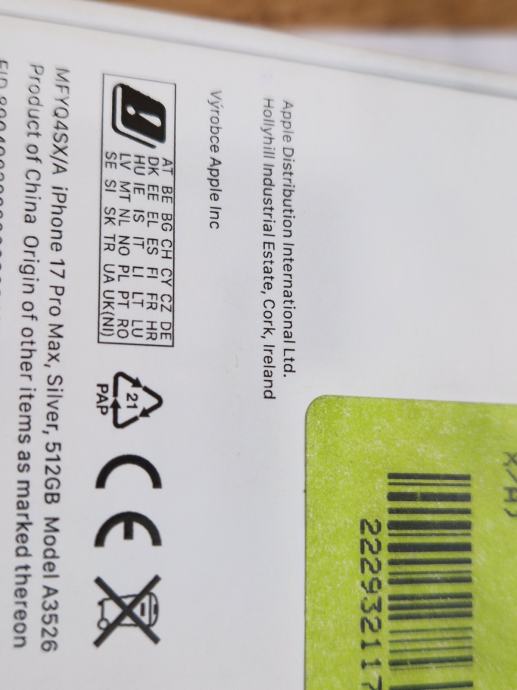 Apple Distribution International Ltd.
Hollyhill Industrial Estate, Cork, Ireland
Výrobce Apple Inc
AT BE BG CH CY CZ DE
DK EE EL ES FI FR HR
HU IE IS IT LI LT LU
LV MT NL NO PL PT RO
SE SI SK TR UA UK(NI)
21
PAP
CE
MFYQ4SX/A iPhone 17 Pro Max, Silver, 512GB Model A3526
Product of China Origin of other items as marked thereon
X/A)
222932117